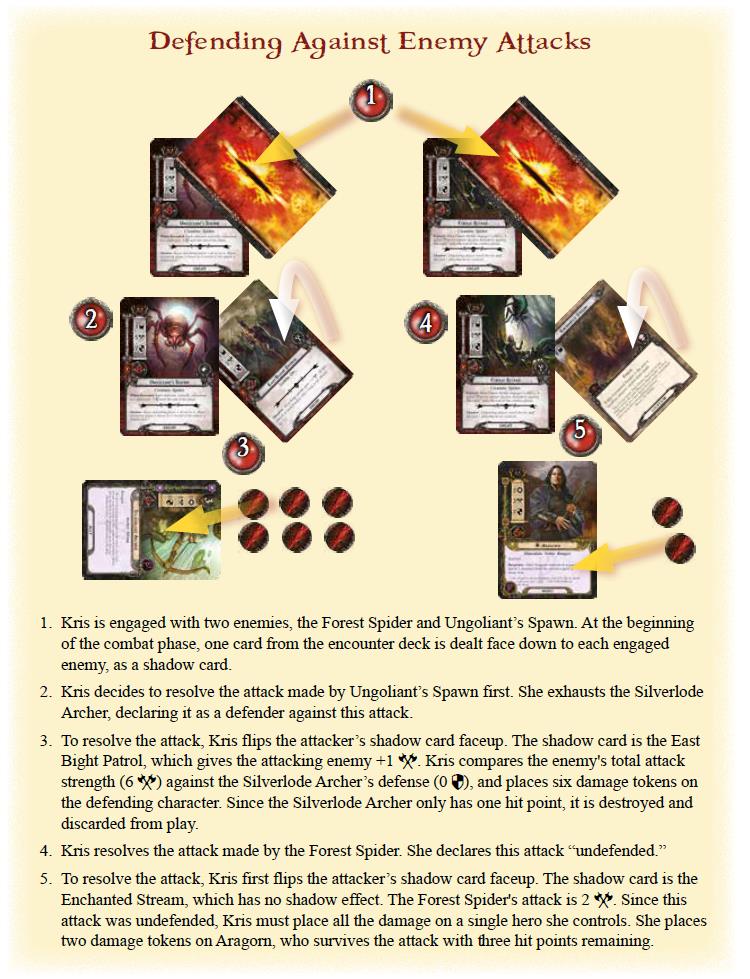 Defending Against Enemy Attacks
1
2
4
3
5
1. Kris is engaged with two enemies, the Forest Spider and Ungoliant’s Spawn. At the beginning
of the combat phase, one card from the encounter deck is dealt face down to each engaged
enemy, as a shadow card.
2. Kris decides to resolve the attack made by Ungoliant’s Spawn first. She exhausts the Silverlode
Archer, declaring it as a defender against this attack.
3. To resolve the attack, Kris flips the attacker’s shadow card faceup. The shadow card is the East
Bight Patrol, which gives the attacking enemy +1 . Kris compares the enemy's total attack
strength (6 ) against the Silverlode Archer’s defense (0 ), and places six damage tokens on
the defending character. Since the Silverlode Archer only has one hit point, it is destroyed and
discarded from play.
4. Kris resolves the attack made by the Forest Spider. She declares this attack “undefended.”
5. To resolve the attack, Kris first flips the attacker’s shadow card faceup. The shadow card is the
Enchanted Stream, which has no shadow effect. The Forest Spider's attack is 2 . Since this
attack was undefended, Kris must place all the damage on a single hero she controls. She places
two damage tokens on Aragorn, who survives the attack with three hit points remaining.